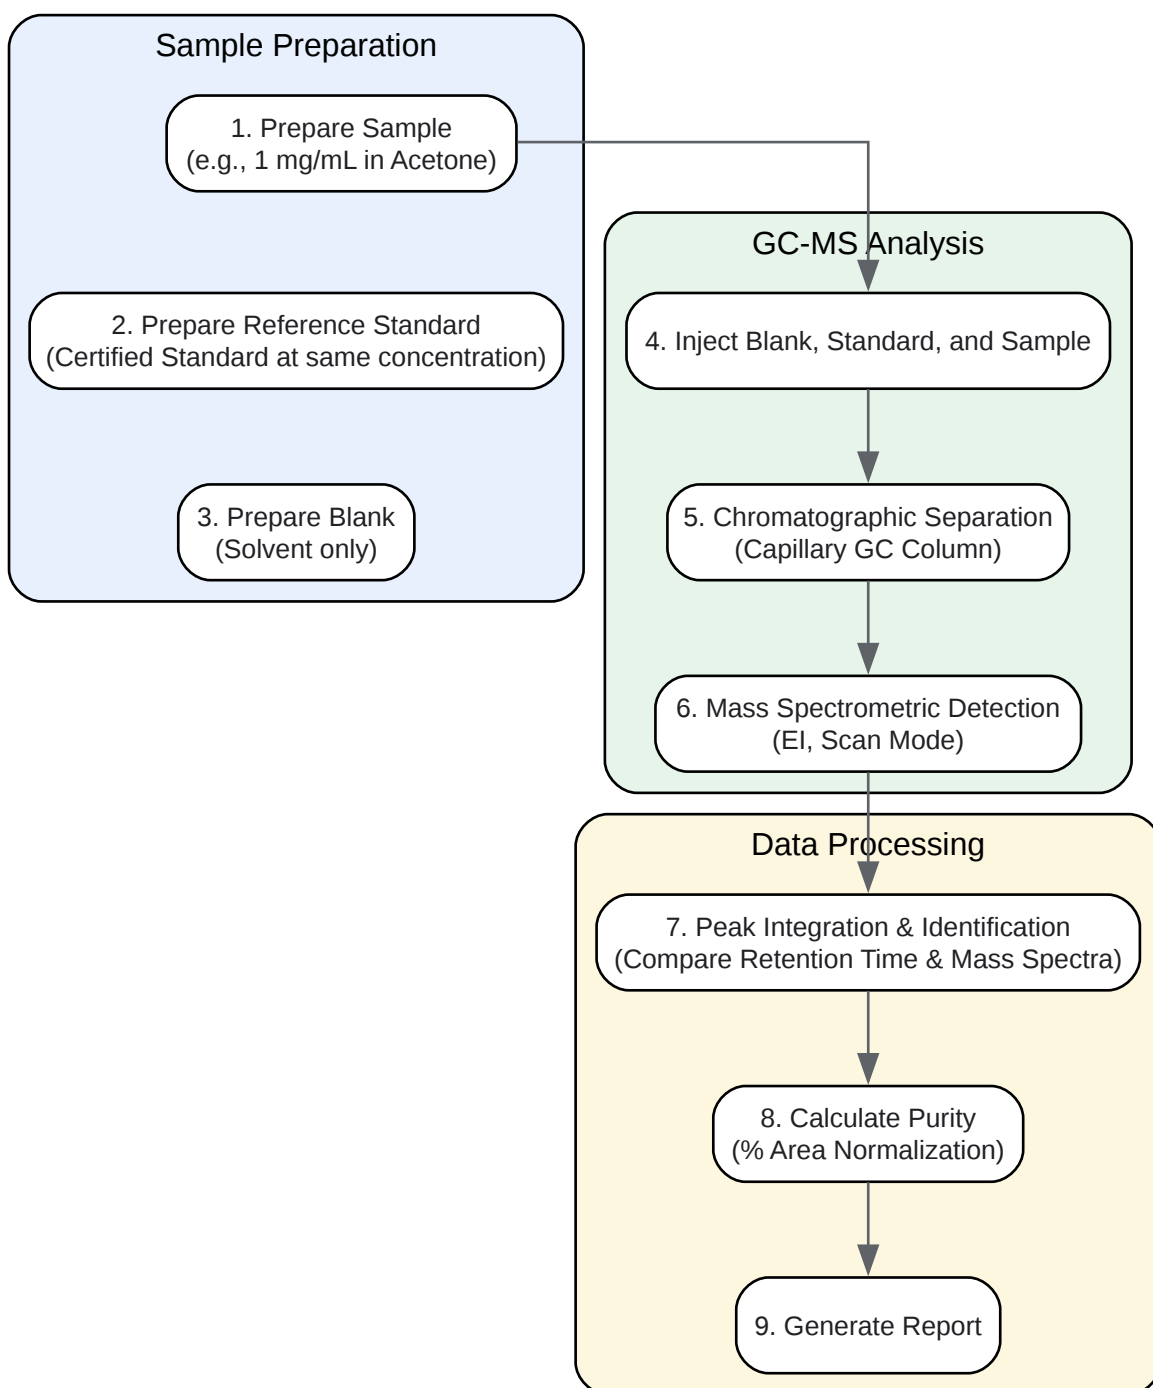 Sample Preparation
1. Prepare Sample
(e.g., 1 mg/mL in Acetone)
2. Prepare Reference Standard
(Certified Standard at same concentration)
3. Prepare Blank
(Solvent only)
GC-MS Analysis
4. Inject Blank, Standard, and Sample
5. Chromatographic Separation
(Capillary GC Column)
6. Mass Spectrometric Detection
(EI, Scan Mode)
Data Processing
7. Peak Integration & Identification
(Compare Retention Time & Mass Spectra)
8. Calculate Purity
(% Area Normalization)
9. Generate Report